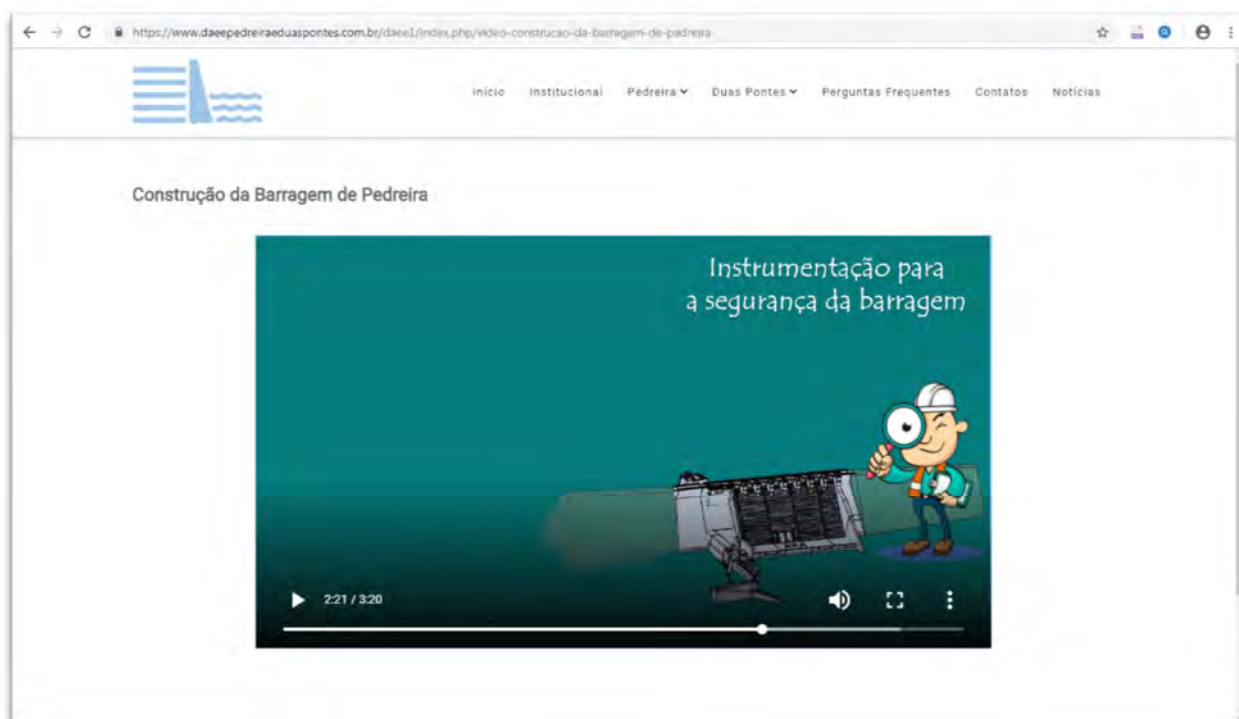 https://www.daeepedreiraeduaspontes.com.br/daee1/index.php/video-construcao-da-barragem-de-pedreira
Início Institucional Pedreira Duas Pontes Perguntas Frequentes Contatos Notícias
Construção da Barragem de Pedreira
Instrumentação para
a segurança da barragem
2:21 / 3:20